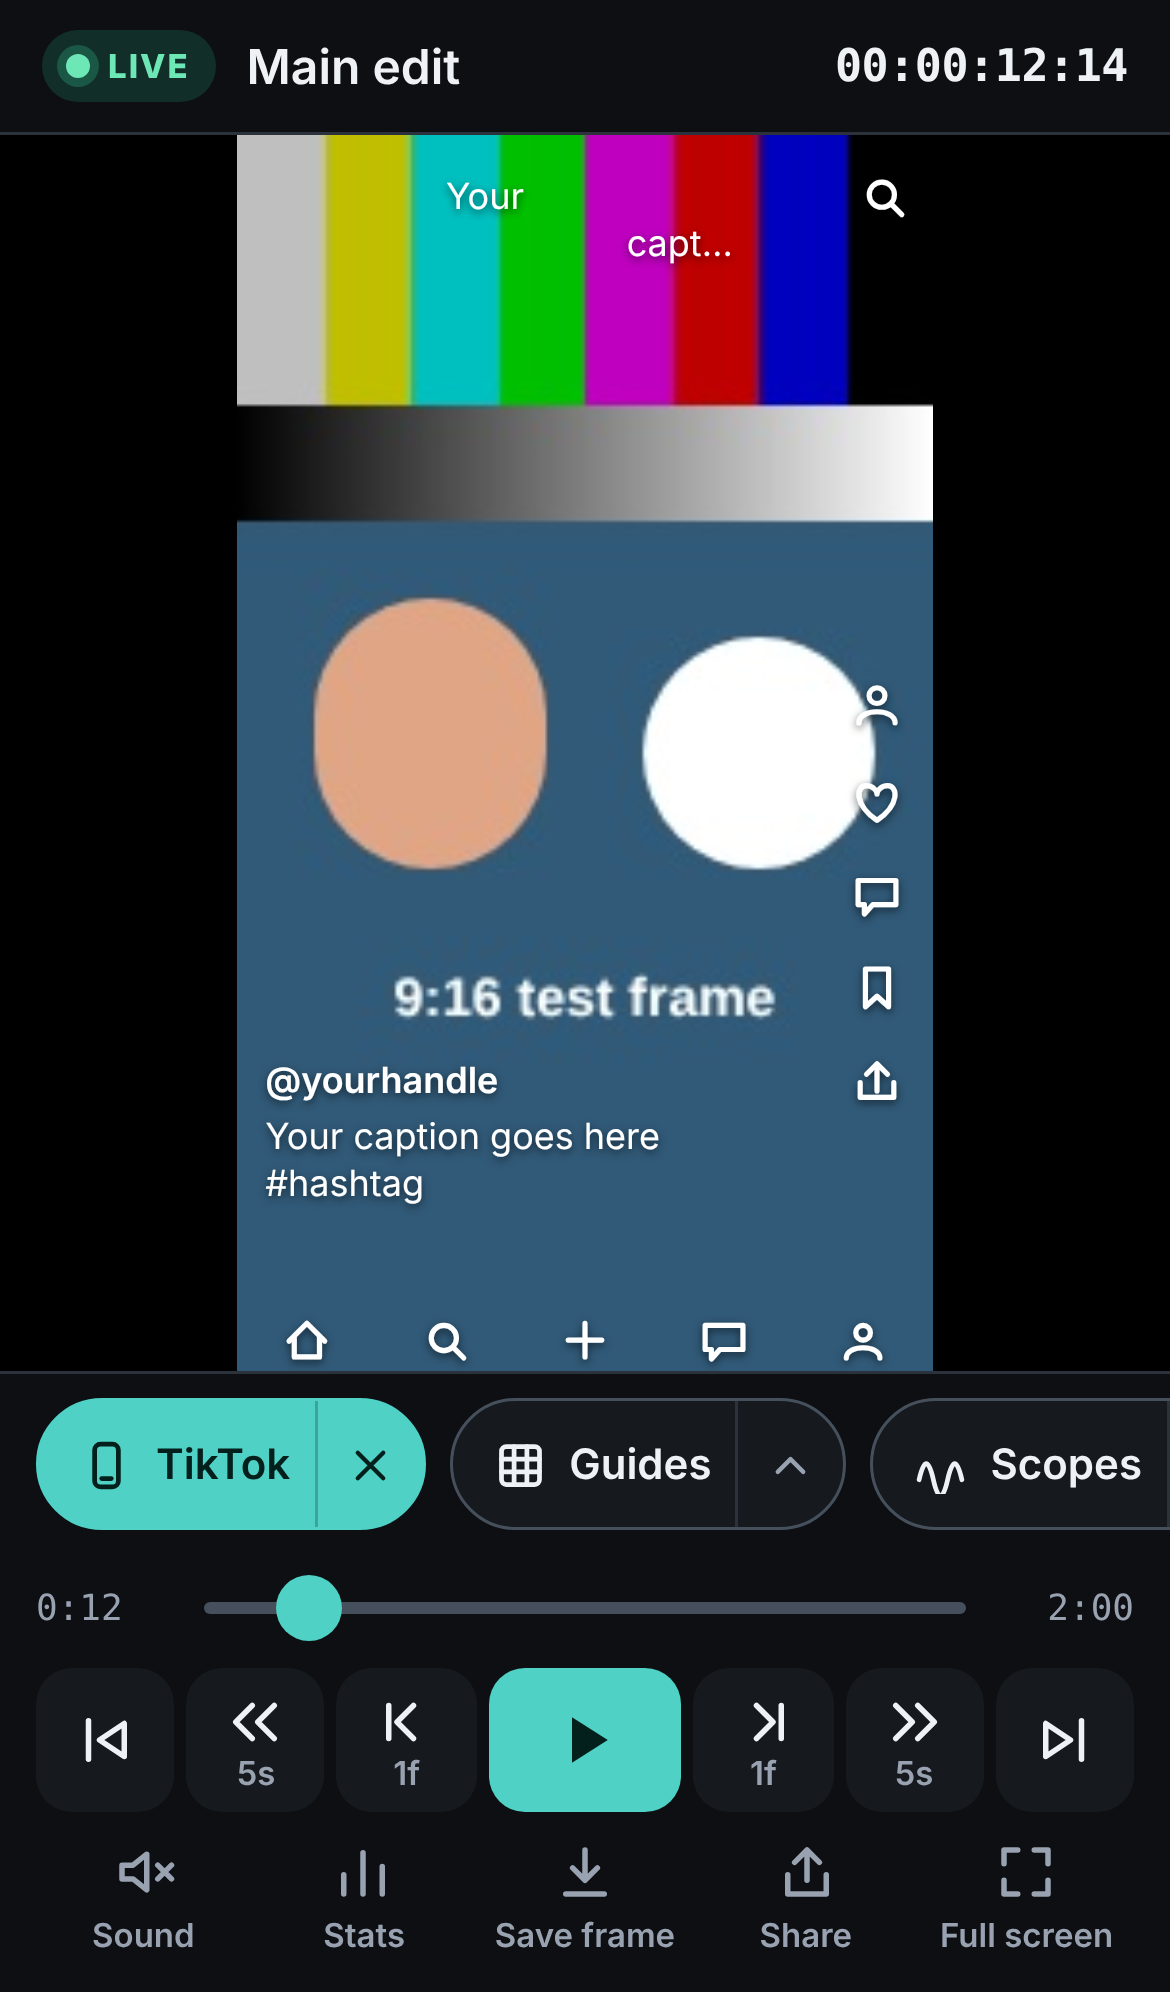 LIVE
Main edit
00:00:12:14
Your
capt...
9:16 test frame
@yourhandle
Your caption goes here
#hashtag
TikTok
Guides
Scopes
0:12
2:00
5s
1f
1f
5s
Sound
Stats
Save frame
Share
Full screen